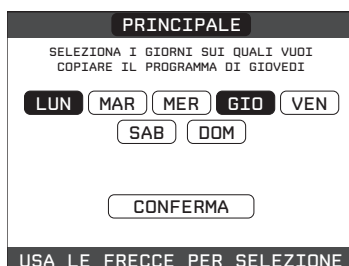 PRINCIPALE
SELEZIONA I GIORNI SUI QUALI VUOI
COPIARE IL PROGRAMMA DI GIOVEDI
LUN MAR MER GIO VEN
SAB DOM
CONFERMA
USA LE FRECCE PER SELEZIONE